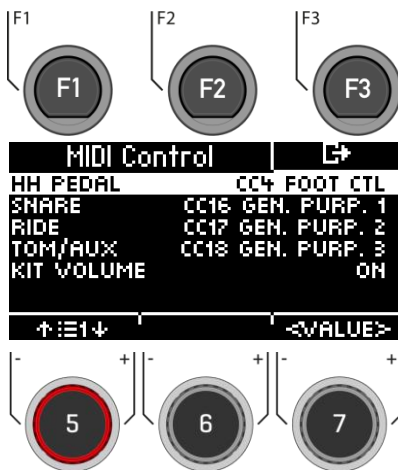 F1 F2 F3
F1 F2 F3
MIDI Control
HH PEDAL CC4 FOOT CTL
SNARE CC16 GEN. PURP. 1
RIDE CC17 GEN. PURP. 2
TOM/AUX CC18 GEN. PURP. 3
KIT VOLUME ON
↑ 1↓ <VALUE>
- + - + - +
5 6 7